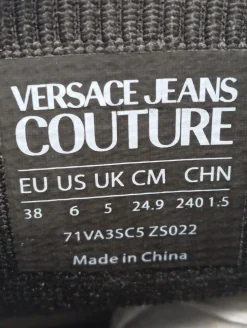 VERSACE JEANS
COUTURE
EU US UK CM CHN
38 6 5 24.9 240 1.5
71VA3SC5 ZS022
Made in China